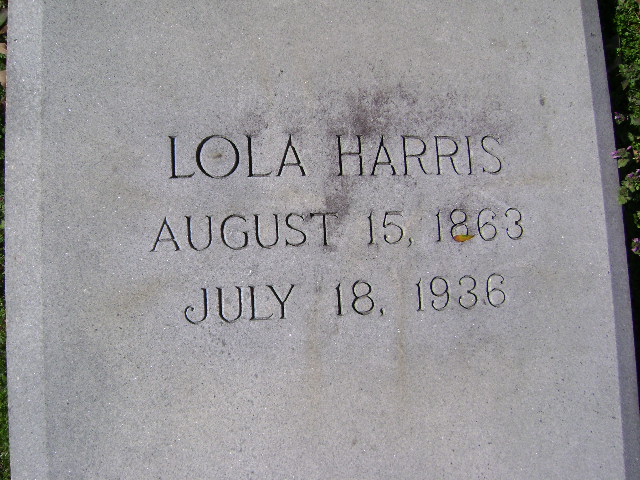 LOLA HARRIS
AUGUST 15, 1863
JULY 18, 1936